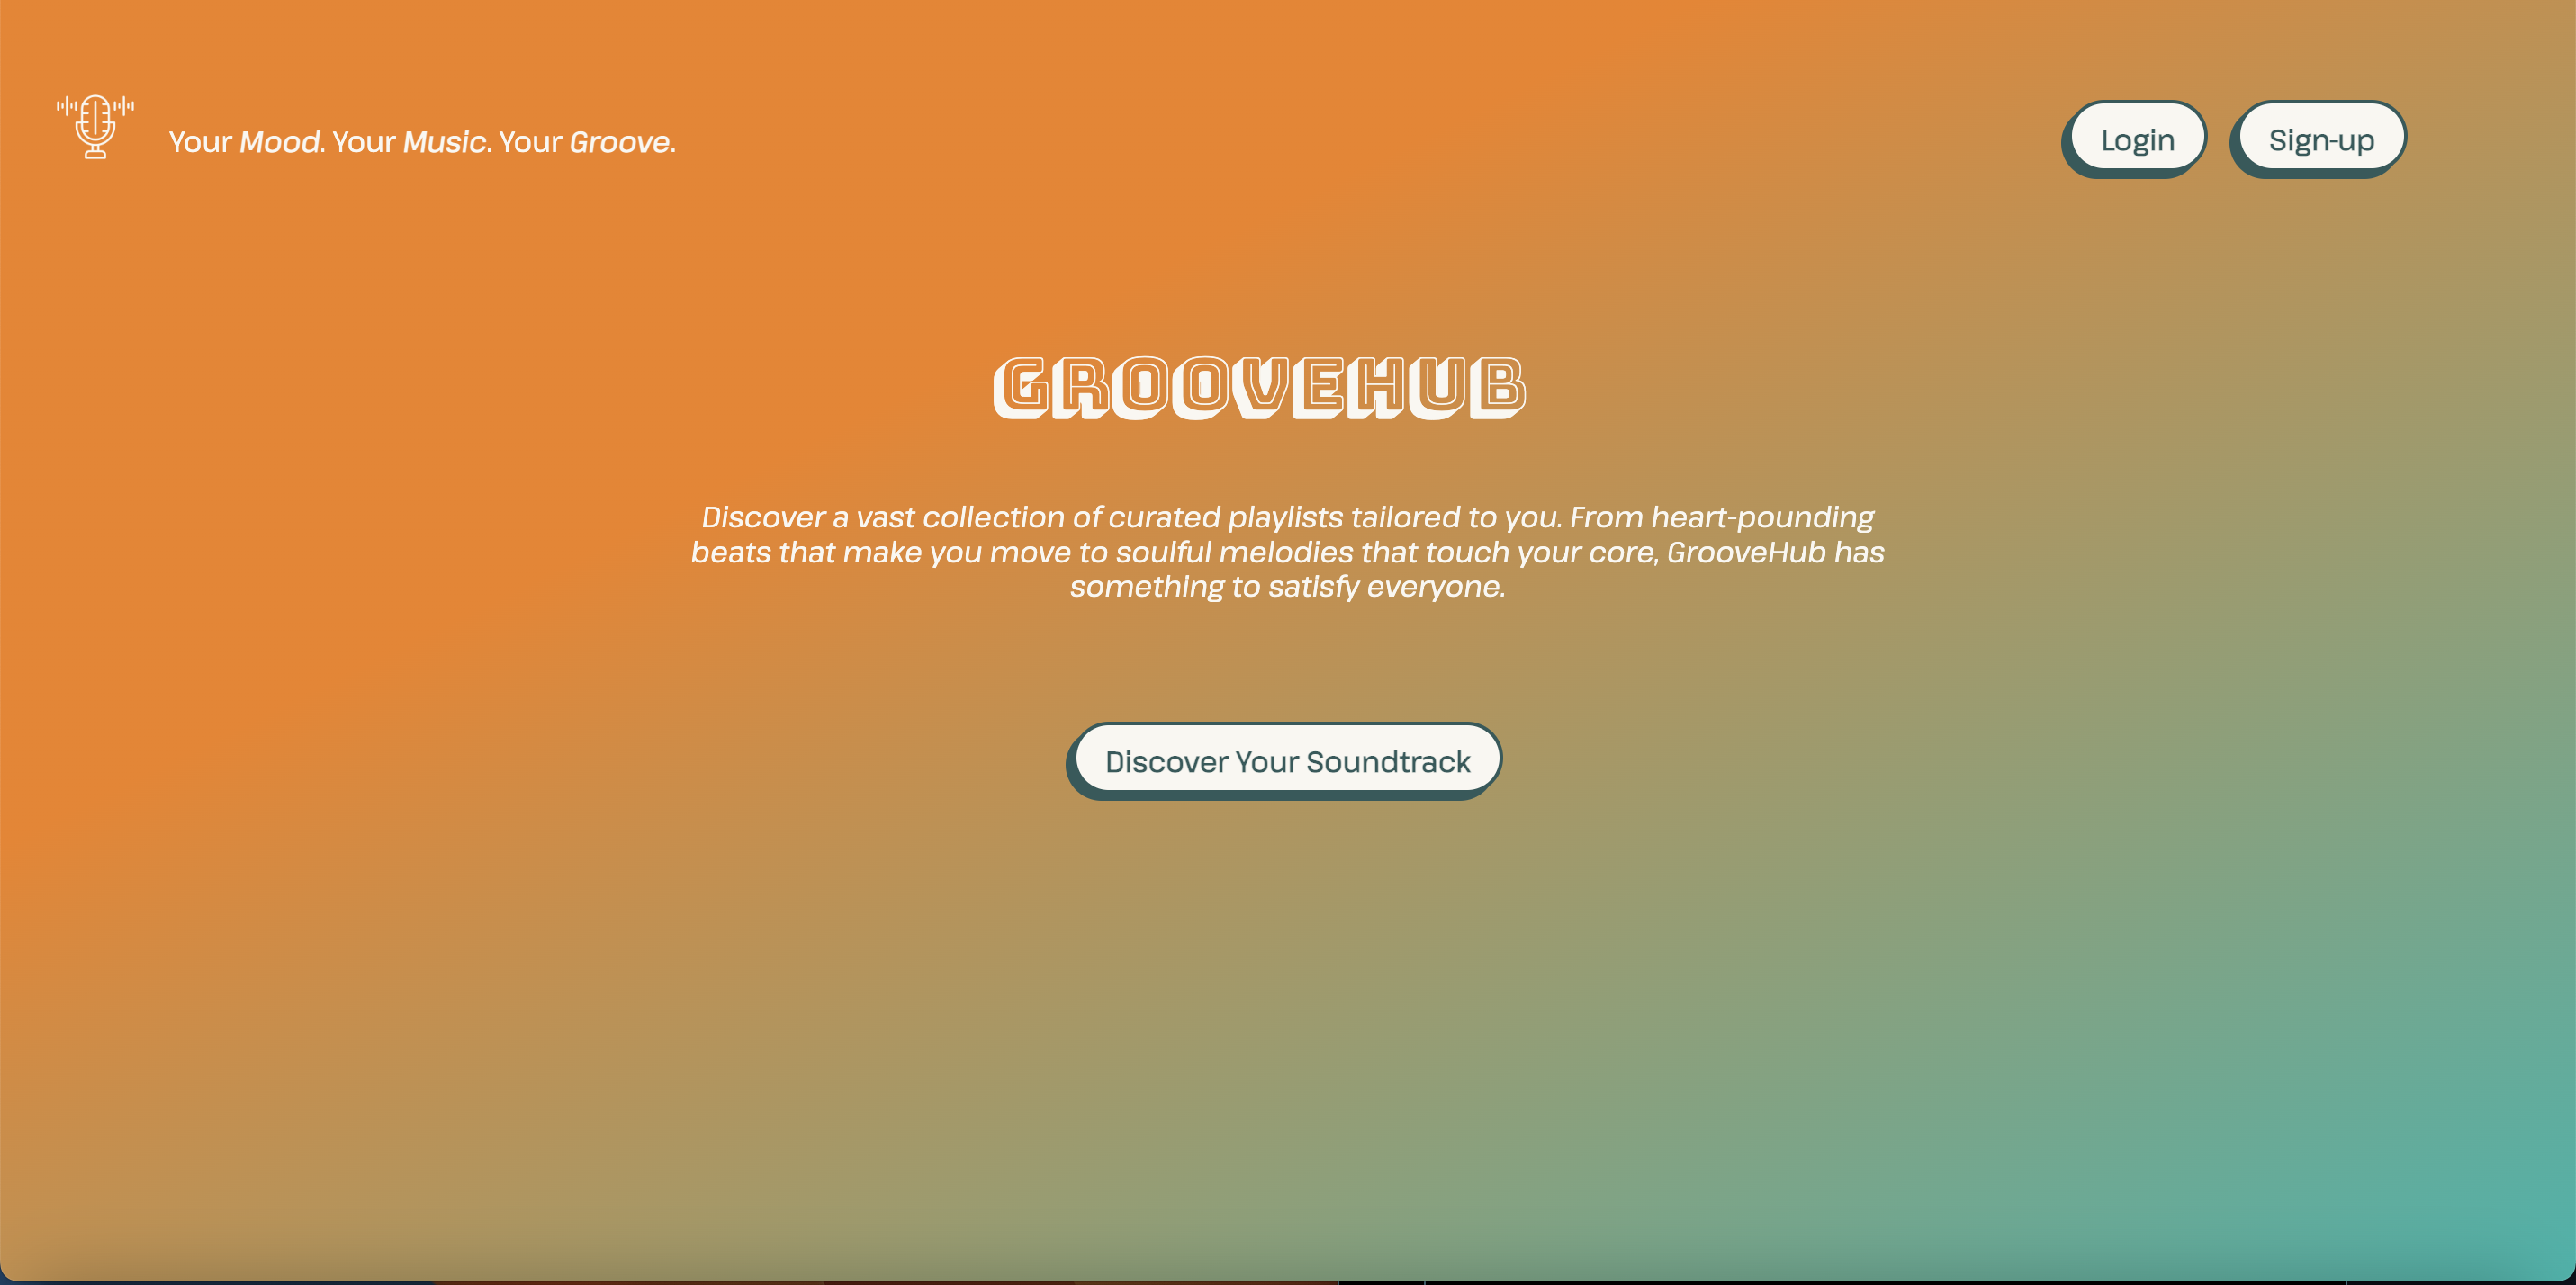 Your Mood. Your Music. Your Groove.
Login
Sign-up
GROOVEHUB
Discover a vast collection of curated playlists tailored to you. From heart-pounding
beats that make you move to soulful melodies that touch your core, GrooveHub has
something to satisfy everyone.
Discover Your Soundtrack